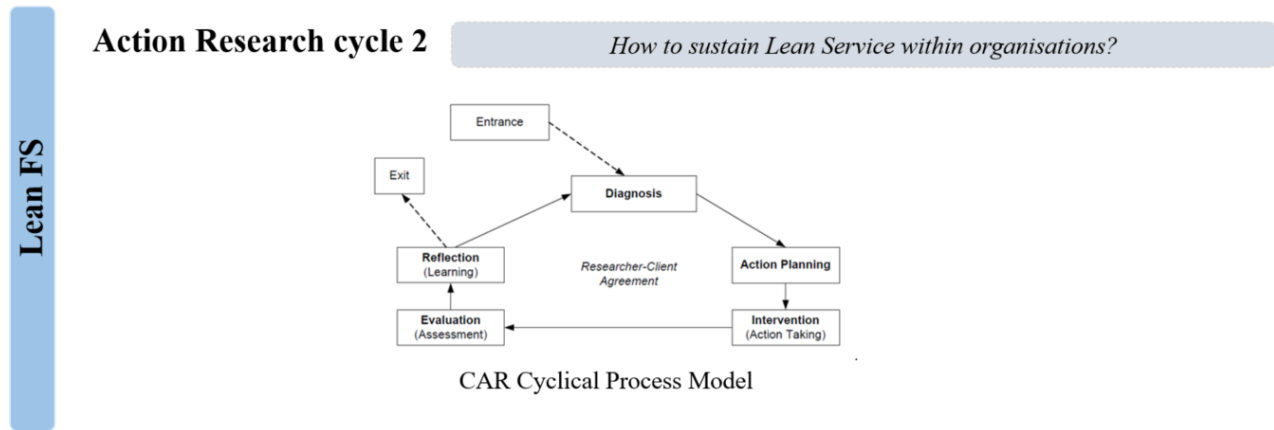 Lean FS
Action Research cycle 2
How to sustain Lean Service within organisations?
Entrance
Exit
Diagnosis
Reflection
(Learning)
Researcher-Client
Agreement
Action Planning
Evaluation
(Assessment)
Intervention
(Action Taking)
.
CAR Cyclical Process Model